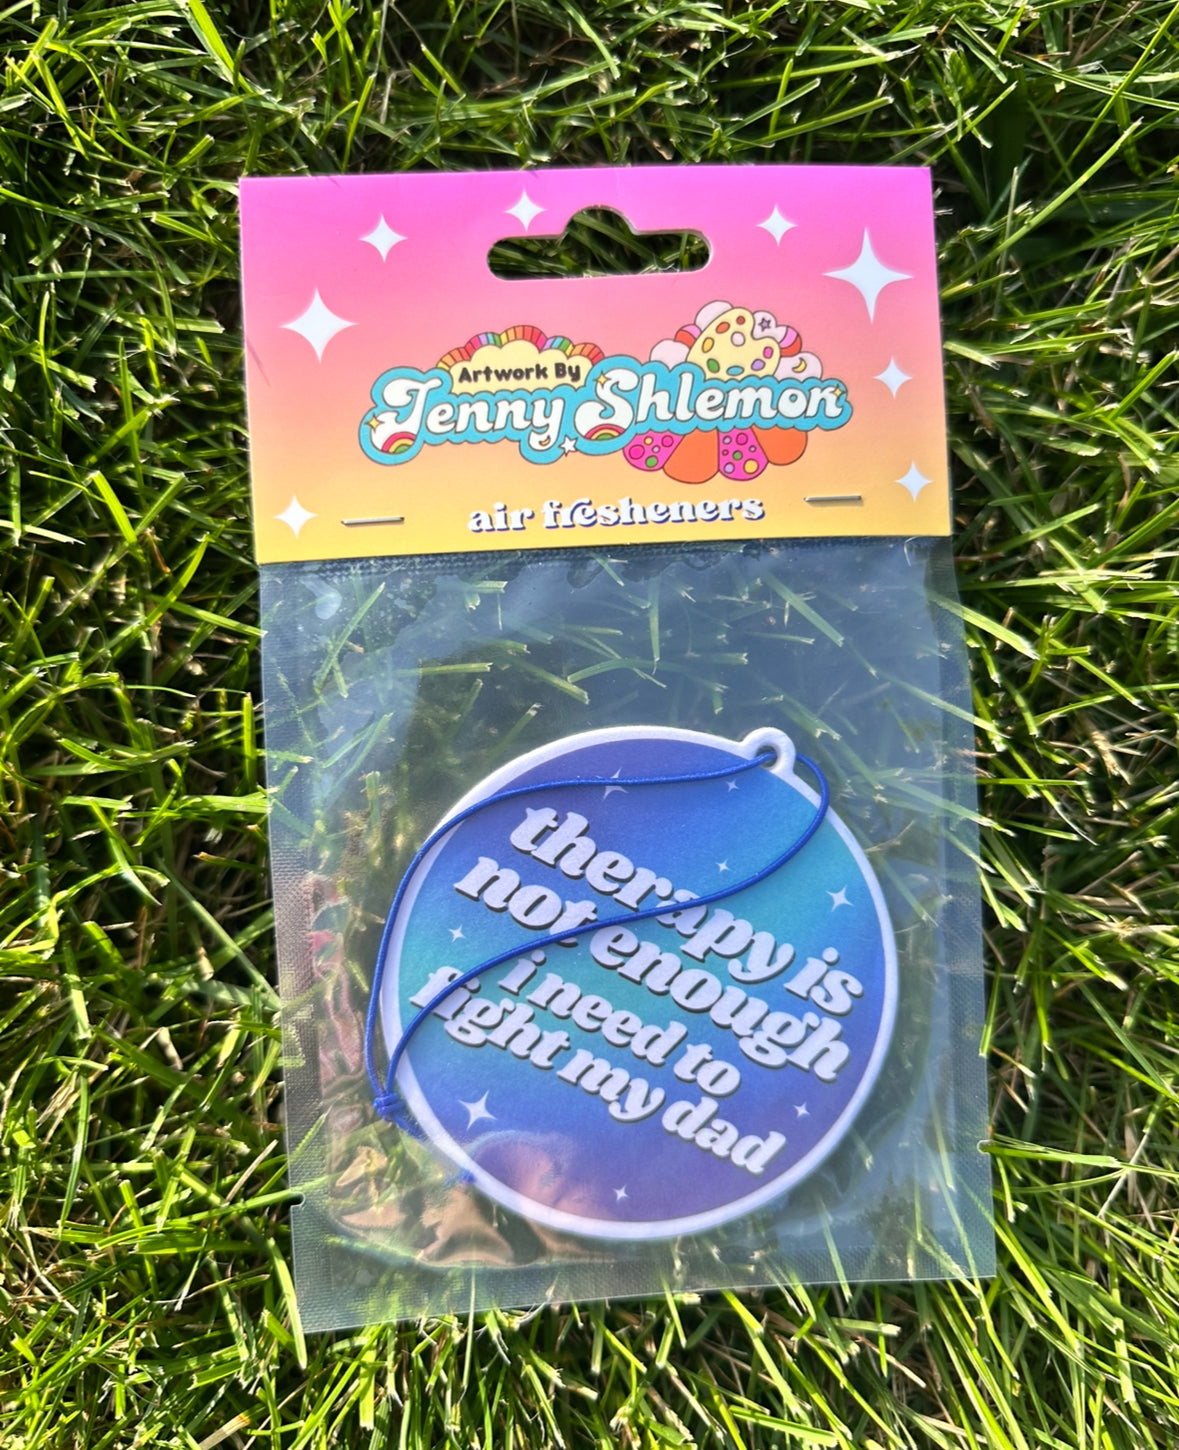 Artwork By
Jenny Shlemon
air fresheners
therapy is
not enough
i need to
fight my dad